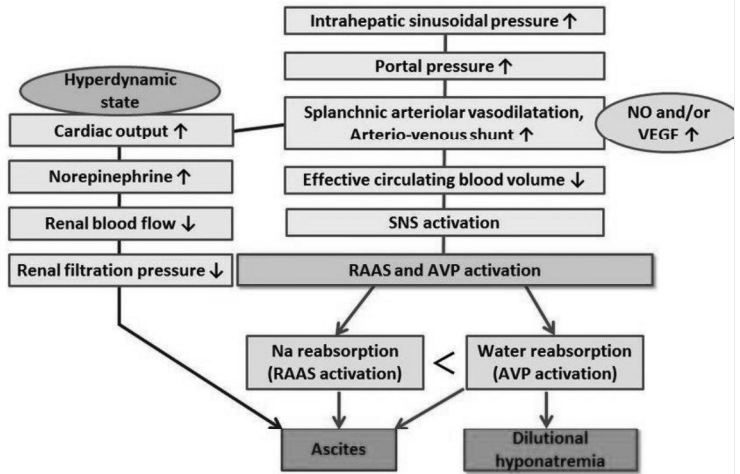 Intrahepatic sinusoidal pressure ↑
Portal pressure ↑
Hyperdynamic
state
Cardiac output ↑
Splanchnic arteriolar vasodilatation,
Arterio-venous shunt ↑
NO and/or
VEGF ↑
Norepinephrine ↑
Effective circulating blood volume ↓
Renal blood flow ↓
SNS activation
Renal filtration pressure ↓
RAAS and AVP activation
Na reabsorption
(RAAS activation)
<
Water reabsorption
(AVP activation)
Ascites
Dilutional
hyponatremia